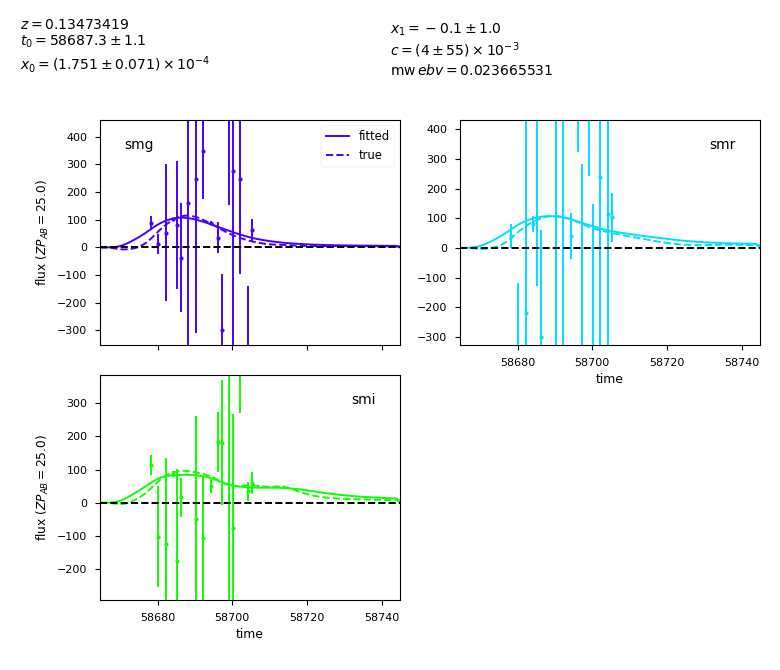 z = 0.13473419
t₀ = 58687.3 ± 1.1
x₀ = (1.751 ± 0.071) × 10⁻⁴
x₁ = −0.1 ± 1.0
c = (4 ± 55) × 10⁻³
mw ebv = 0.023665531
400
300
200
100
0
−100
−200
−300
flux (ZP_AB = 25.0)
smg
fitted
true
400
300
200
100
0
−100
−200
−300
smr
58680
58700
58720
58740
time
300
200
100
0
−100
−200
flux (ZP_AB = 25.0)
smi
58680
58700
58720
58740
time